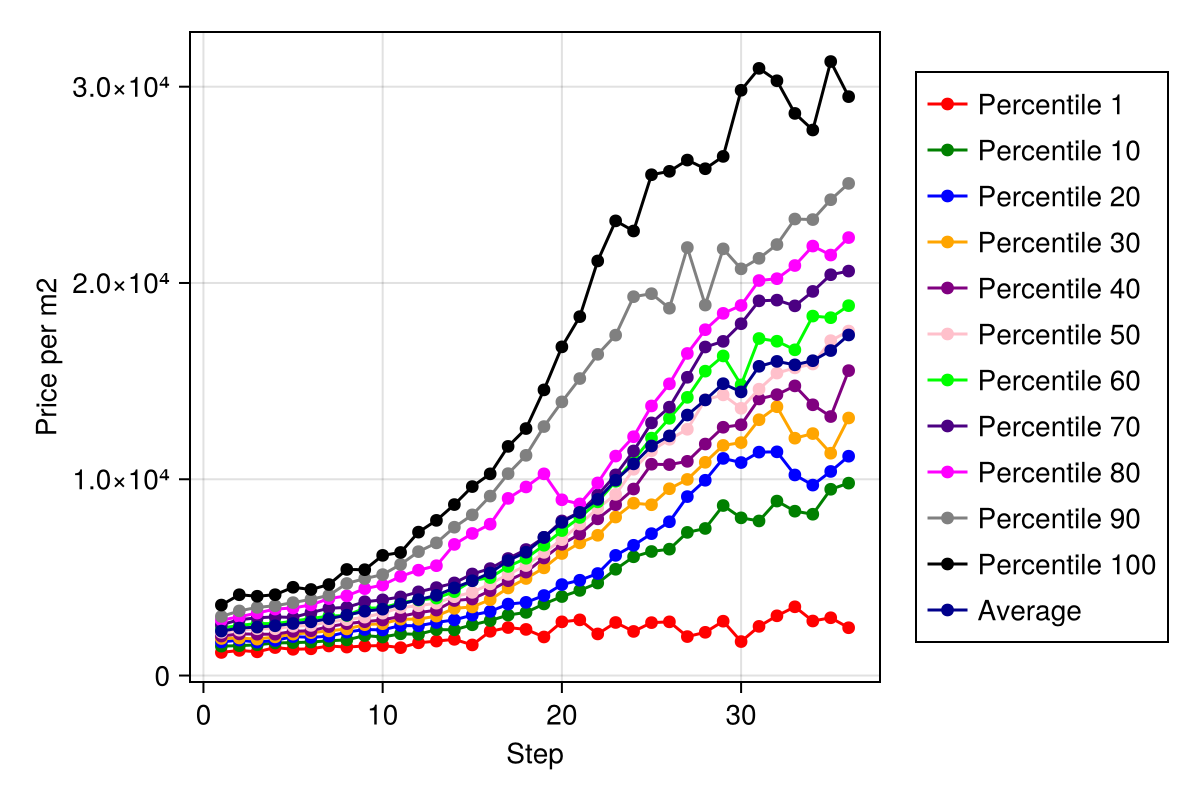 3.0×10⁴
2.0×10⁴
1.0×10⁴
0
Price per m2
0 10 20 30
Step
Percentile 1
Percentile 10
Percentile 20
Percentile 30
Percentile 40
Percentile 50
Percentile 60
Percentile 70
Percentile 80
Percentile 90
Percentile 100
Average